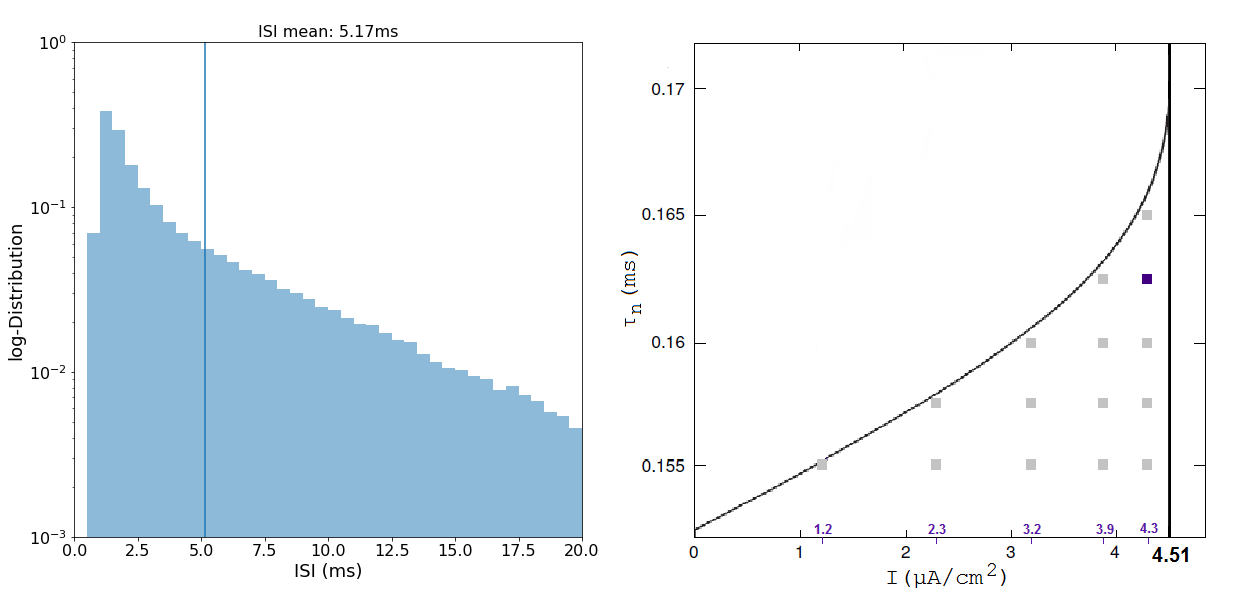 ISI mean: 5.17ms
10⁰
10⁻¹
10⁻²
10⁻³
log-Distribution
0.0 2.5 5.0 7.5 10.0 12.5 15.0 17.5 20.0
ISI (ms)
0.17
0.165
0.16
0.155
τn (ms)
1.2 2.3 3.2 3.9 4.3
0 1 2 3 4 4.51
I(µA/cm²)